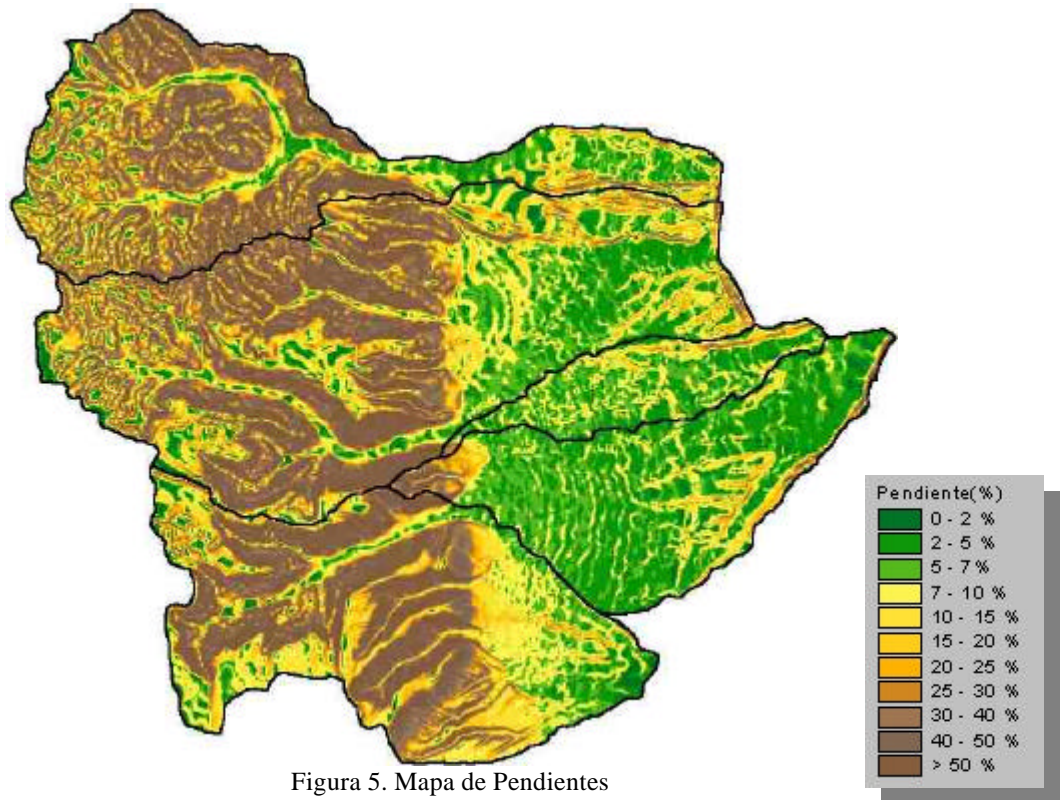 Pendiente(%)
0 - 2 %
2 - 5 %
5 - 7 %
7 - 10 %
10 - 15 %
15 - 20 %
20 - 25 %
25 - 30 %
30 - 40 %
40 - 50 %
> 50 %
Figura 5. Mapa de Pendientes